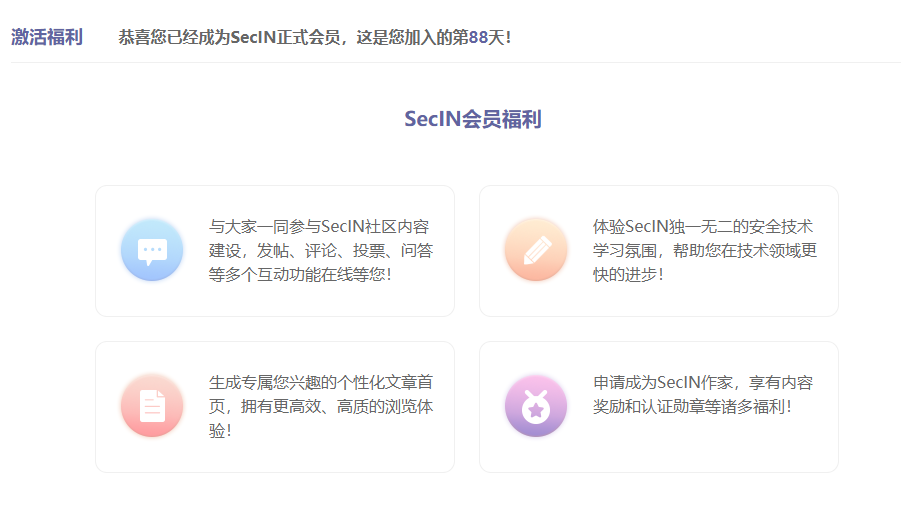 激活福利 恭喜您已经成为SecIN正式会员，这是您加入的第88天！
SecIN会员福利
与大家一同参与SecIN社区内容
建设，发帖、评论、投票、问答
等多个互动功能在线等您！
体验SecIN独一无二的安全技术
学习氛围，帮助您在技术领域更
快的进步！
生成专属您兴趣的个性化文章首
页，拥有更高效、高质的浏览体
验！
申请成为SecIN作家，享有内容
奖励和认证勋章等诸多福利！